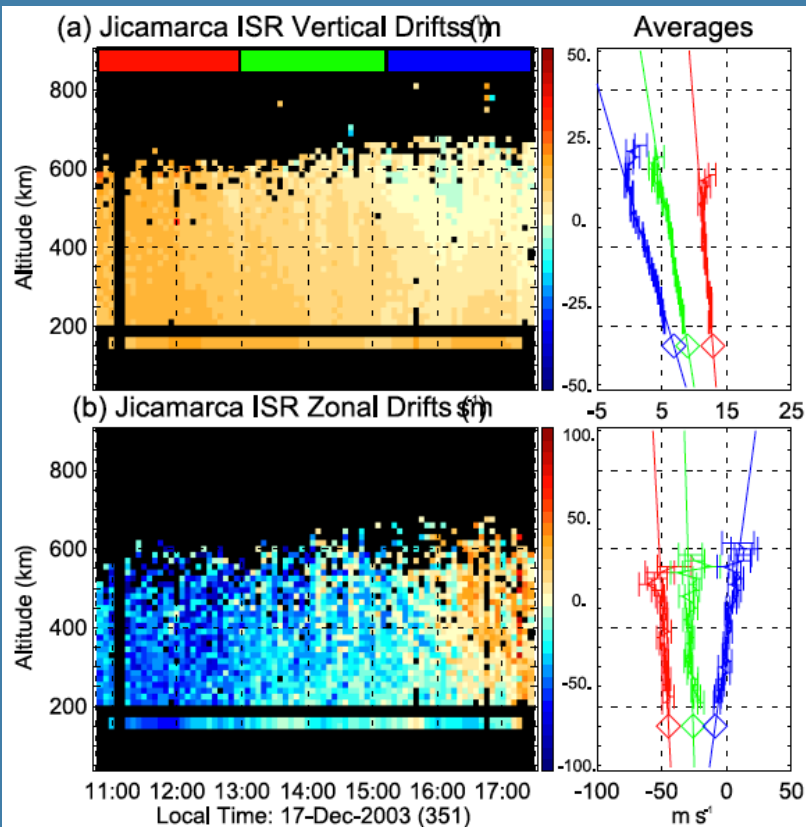 (a) Jicamarca ISR Vertical Drifts Averages
800
600
400
200
Altitude (km)
50.
25.
0.
-25.
-50.
-5 5 15 25
(b) Jicamarca ISR Zonal Drifts
800
600
400
200
Altitude (km)
100.
50.
0.
-50.
-100.
11:00 12:00 13:00 14:00 15:00 16:00 17:00
-100 -50 0 50
Local Time: 17-Dec-2003 (351) m s⁻¹